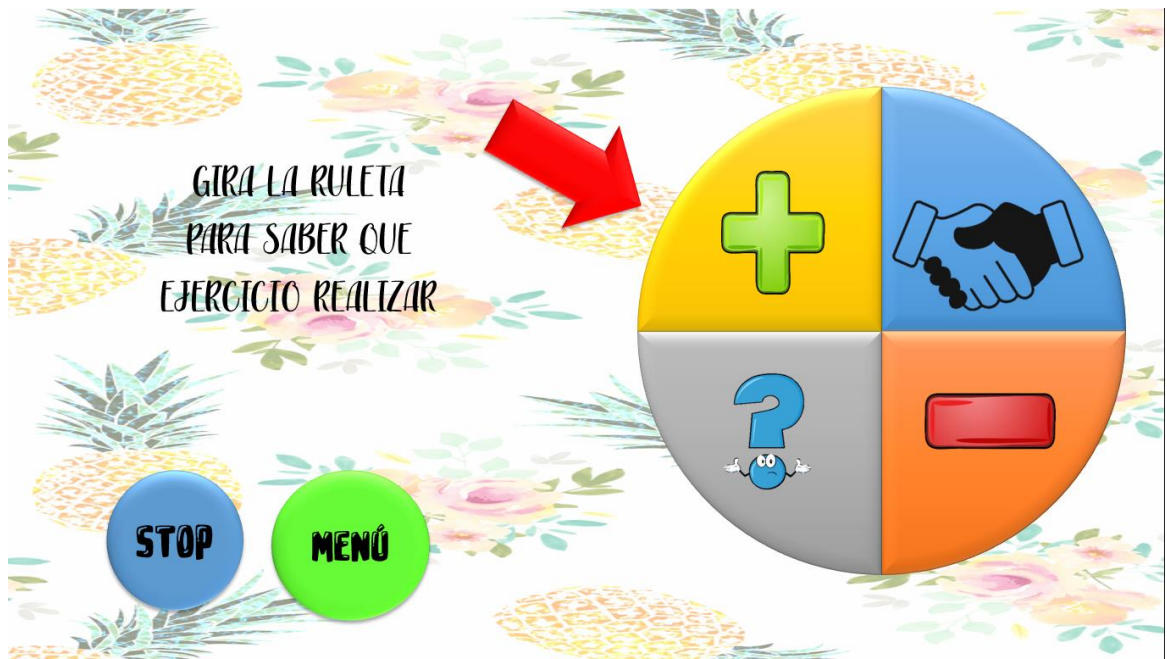 GIRA LA RULETA
PARA SABER QUE
EJERCICIO REALIZAR
STOP
MENÚ